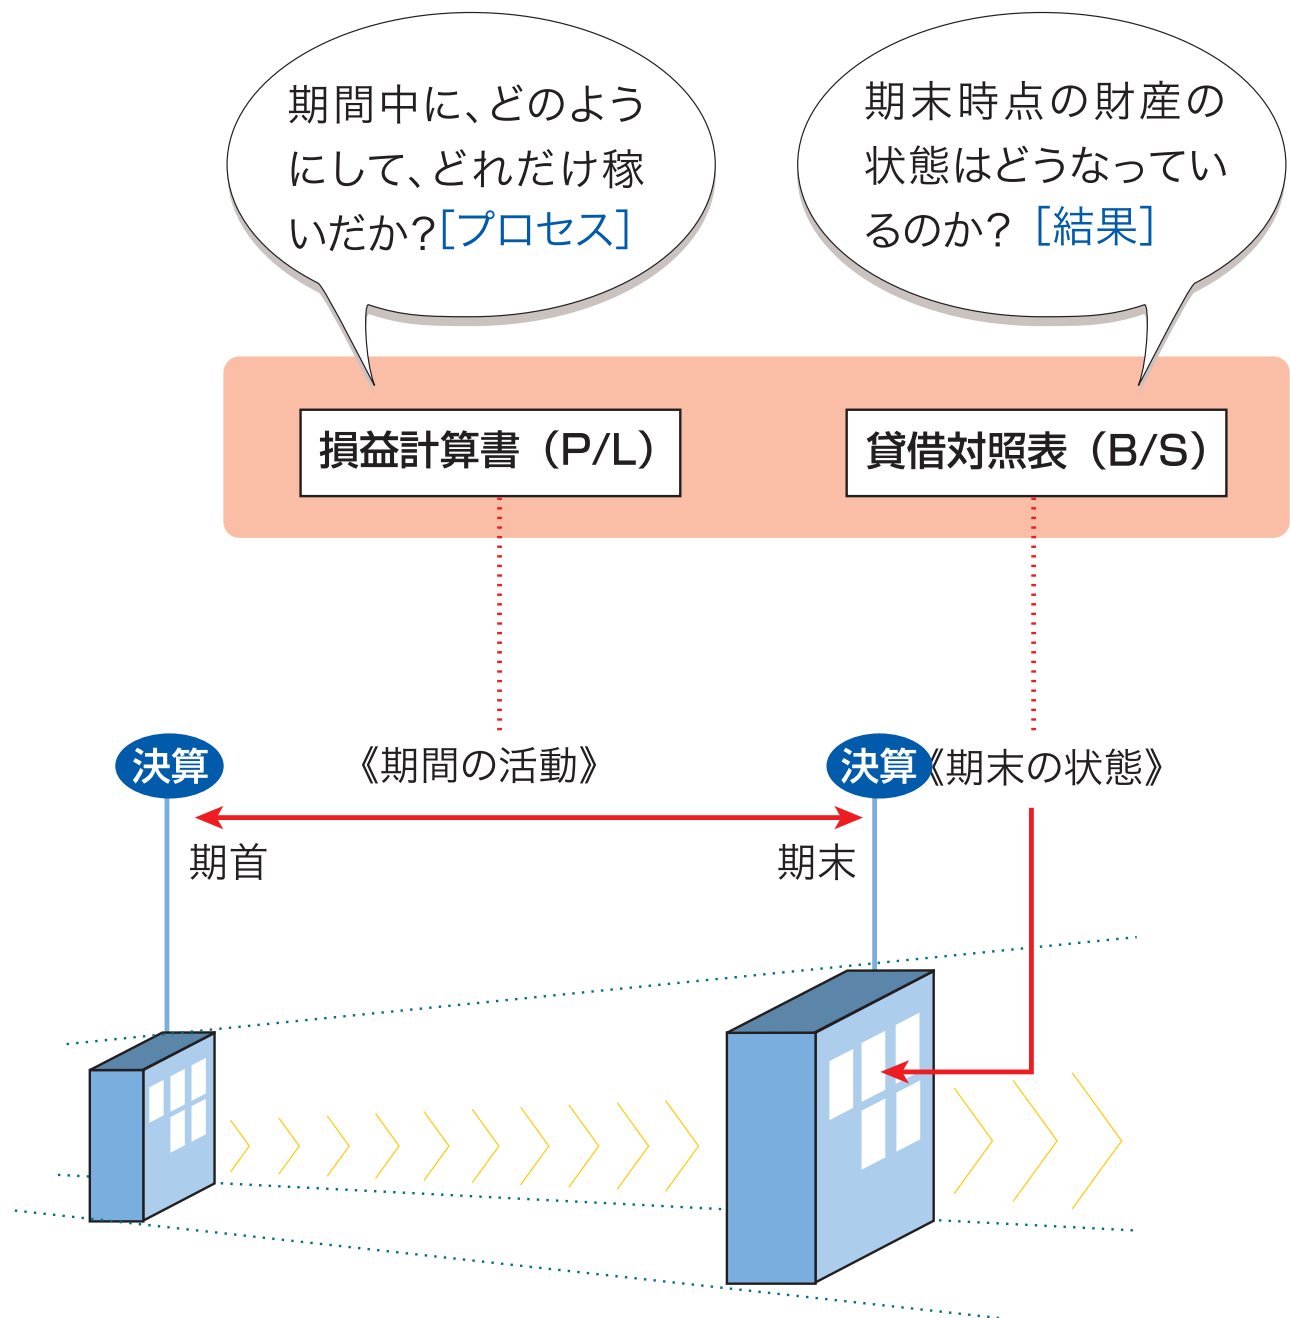 期間中に、どのよう
にして、どれだけ稼
いだか?[プロセス]
期末時点の財産の
状態はどうなってい
るのか? [結果]
損益計算書(P/L)
貸借対照表(B/S)
決算
《期間の活動》
決算
《期末の状態》
期首
期末